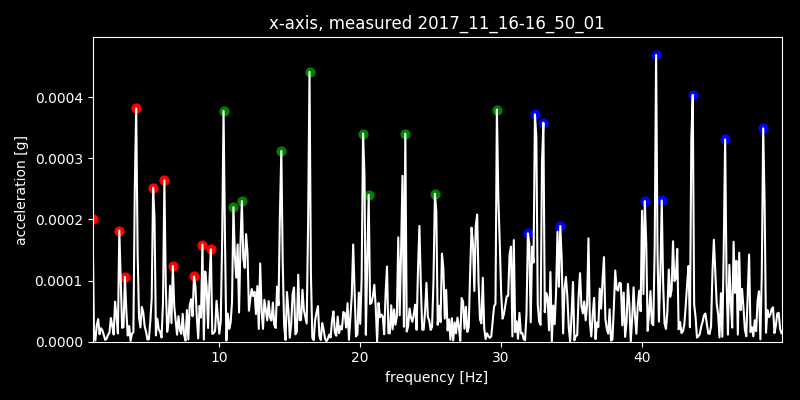 x-axis, measured 2017_11_16-16_50_01
acceleration [g]
0.0004
0.0003
0.0002
0.0001
0.0000
10 20 30 40
frequency [Hz]